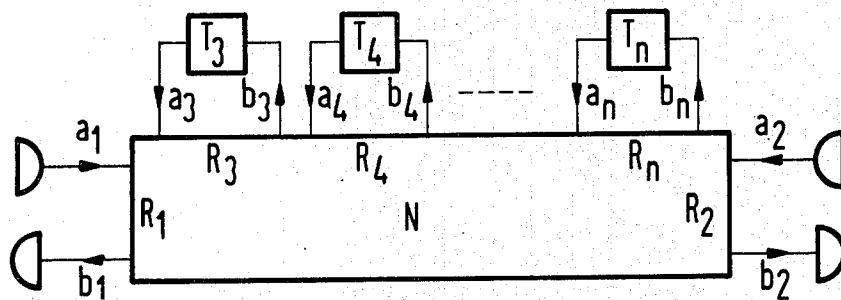 T3 T4 Tn
a3 b3 a4 b4 an bn
a1 R3 R4 Rn a2
R1 N R2
b1 b2